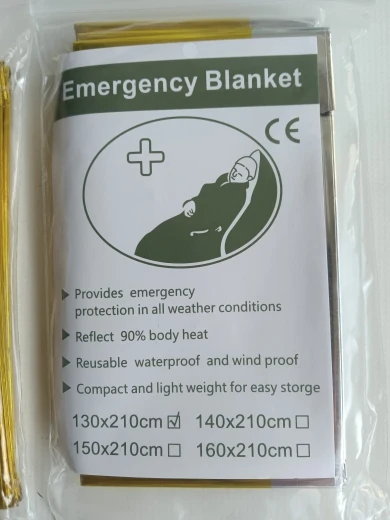 Emergency Blanket
CE
Provides emergency
protection in all weather conditions
Reflect 90% body heat
Reusable waterproof and wind proof
Compact and light weight for easy storge
130x210cm ☑ 140x210cm ☐
150x210cm ☐ 160x210cm ☐